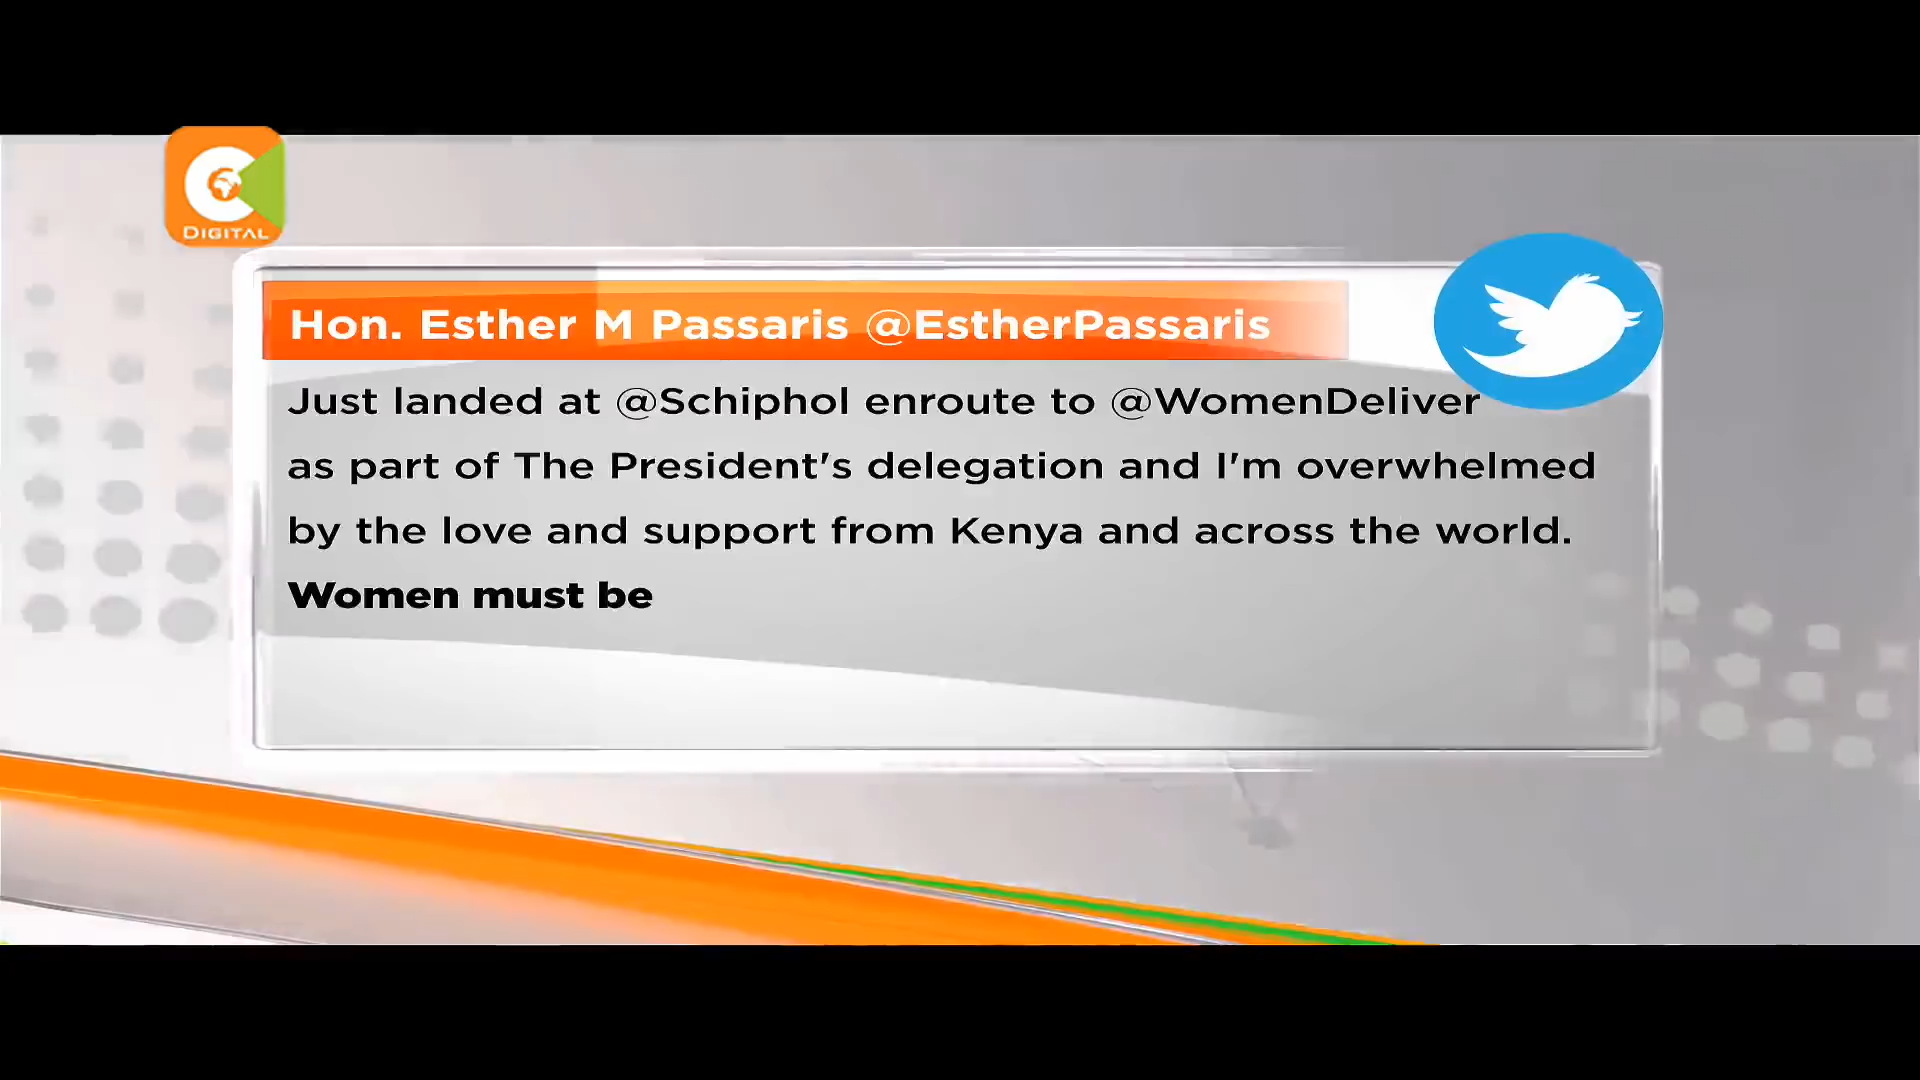 DIGITAL
Hon. Esther M Passaris @EstherPassaris
Just landed at @Schiphol enroute to @WomenDeliver
as part of The President's delegation and I'm overwhelmed
by the love and support from Kenya and across the world.
Women must be